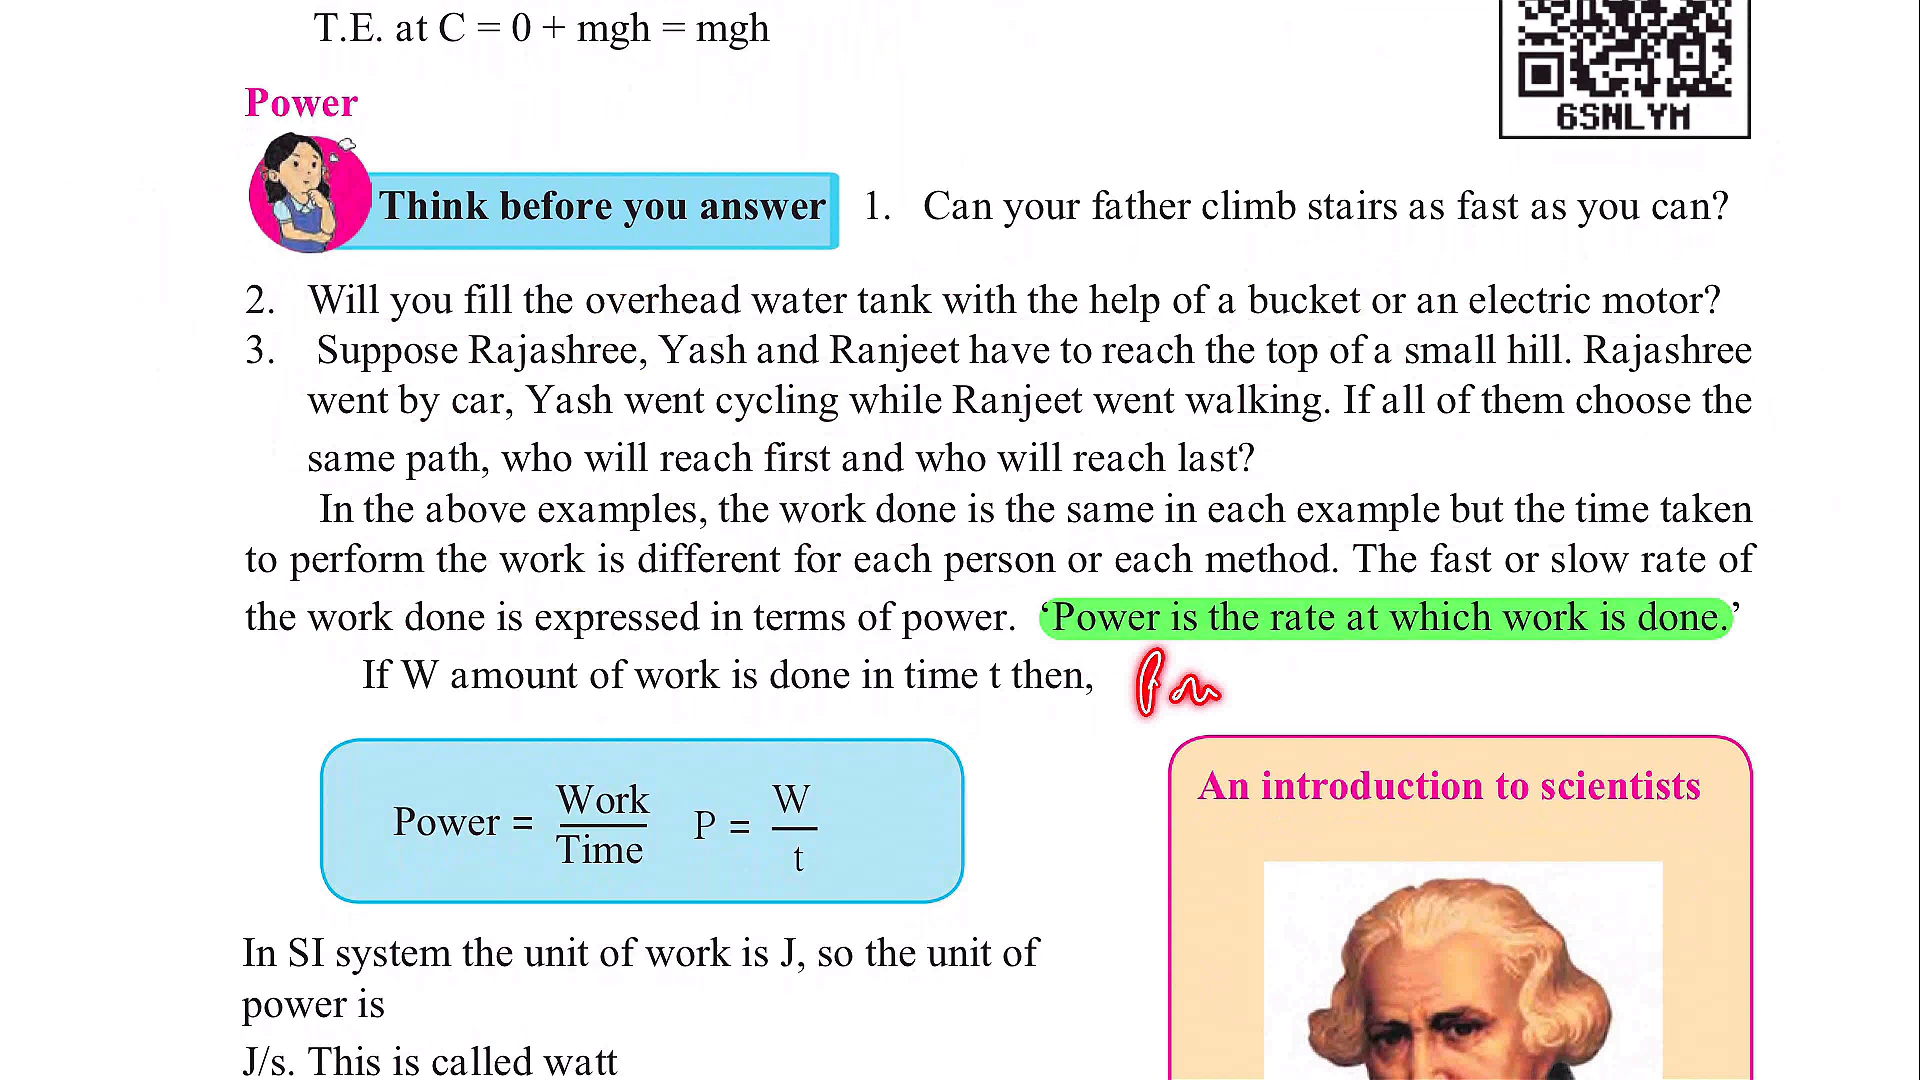 T.E. at C = 0 + mgh = mgh
6SNLYM
Power
Think before you answer 1. Can your father climb stairs as fast as you can?
2. Will you fill the overhead water tank with the help of a bucket or an electric motor?
3. Suppose Rajashree, Yash and Ranjeet have to reach the top of a small hill. Rajashree
went by car, Yash went cycling while Ranjeet went walking. If all of them choose the
same path, who will reach first and who will reach last?
In the above examples, the work done is the same in each example but the time taken
to perform the work is different for each person or each method. The fast or slow rate of
the work done is expressed in terms of power. ‘Power is the rate at which work is done.’
If W amount of work is done in time t then,
Power = Work / Time P = W / t
An introduction to scientists
In SI system the unit of work is J, so the unit of
power is
J/s. This is called watt